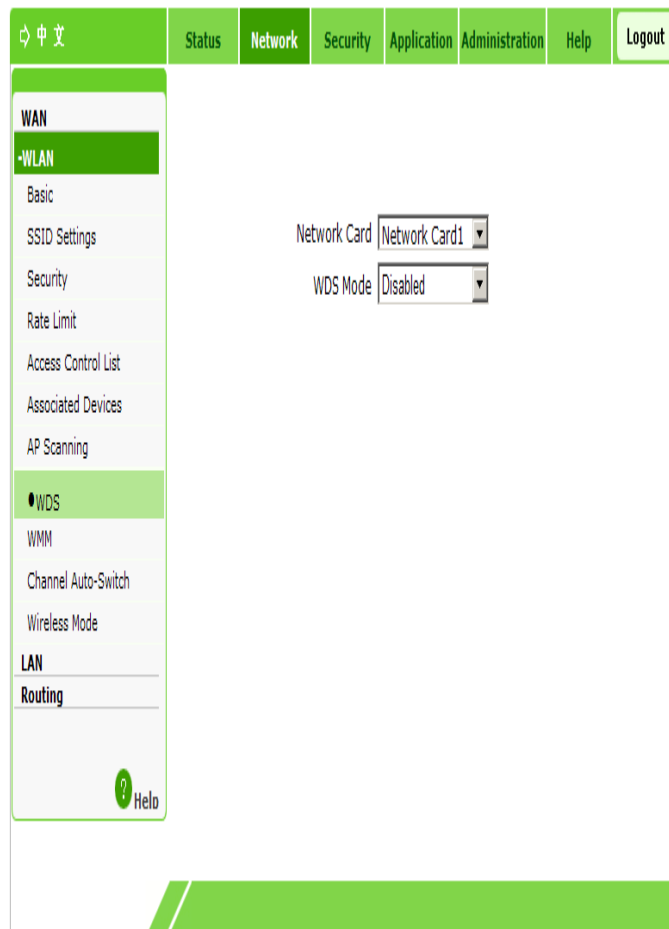 中文
Status Network Security Application Administration Help Logout
WAN
-WLAN
Basic
SSID Settings
Security
Rate Limit
Access Control List
Associated Devices
AP Scanning
WDS
WMM
Channel Auto-Switch
Wireless Mode
LAN
Routing
? Help
Network Card Network Card1
WDS Mode Disabled